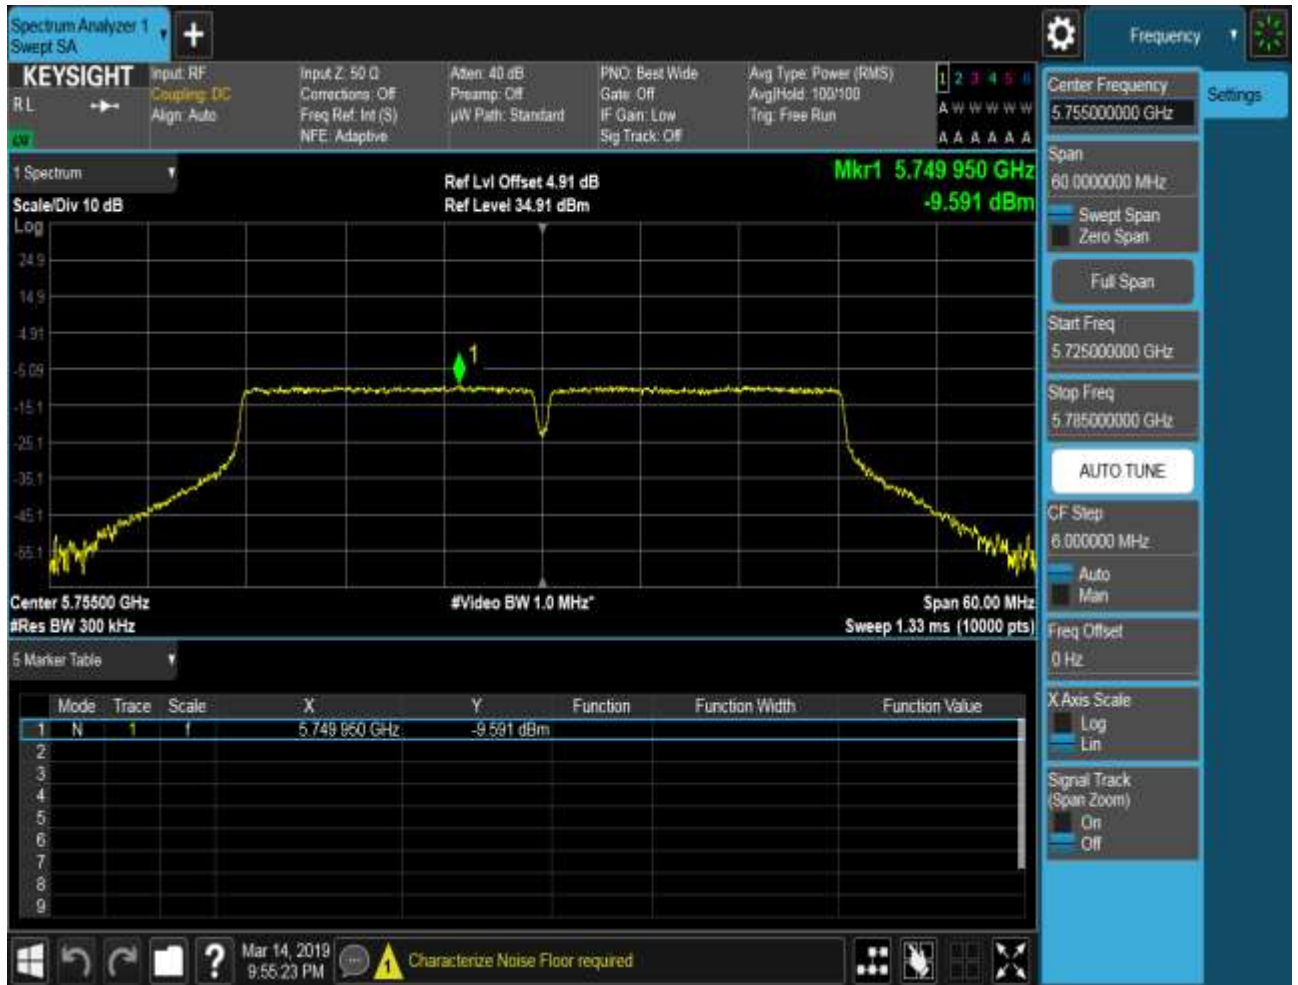 Spectrum Analyzer 1
Swept SA
+
Frequency
KEYSIGHT
RL
Input: RF
Coupling: DC
Align: Auto
Input Z: 50 Ω
Corrections: Off
Freq Ref: Int (S)
NFE: Adaptive
Atten: 40 dB
Preamp: Off
µW Path: Standard
PNO: Best Wide
Gate: Off
IF Gain: Low
Sig Track: Off
Avg Type: Power (RMS)
Avg|Hold: 100/100
Trig: Free Run
1 2 3 4 5 6
A W W W W W
A A A A A A
1 Spectrum
Scale/Div 10 dB
Ref Lvl Offset 4.91 dB
Ref Level 34.91 dBm
Mkr1 5.749 950 GHz
-9.591 dBm
Log
24.9
14.9
4.91
-5.09
-15.1
-25.1
-35.1
-45.1
-55.1
1
Center 5.75500 GHz
#Res BW 300 kHz
#Video BW 1.0 MHz*
Span 60.00 MHz
Sweep 1.33 ms (10000 pts)
5 Marker Table
Mode Trace Scale X Y Function Function Width Function Value
1 N 1 f 5.749 950 GHz -9.591 dBm
2
3
4
5
6
7
8
9
Center Frequency
5.755000000 GHz
Settings
Span
60.0000000 MHz
Swept Span
Zero Span
Full Span
Start Freq
5.725000000 GHz
Stop Freq
5.785000000 GHz
AUTO TUNE
CF Step
6.000000 MHz
Auto
Man
Freq Offset
0 Hz
X Axis Scale
Log
Lin
Signal Track
(Span Zoom)
On
Off
?
Mar 14, 2019
9:55:23 PM
1
Characterize Noise Floor required